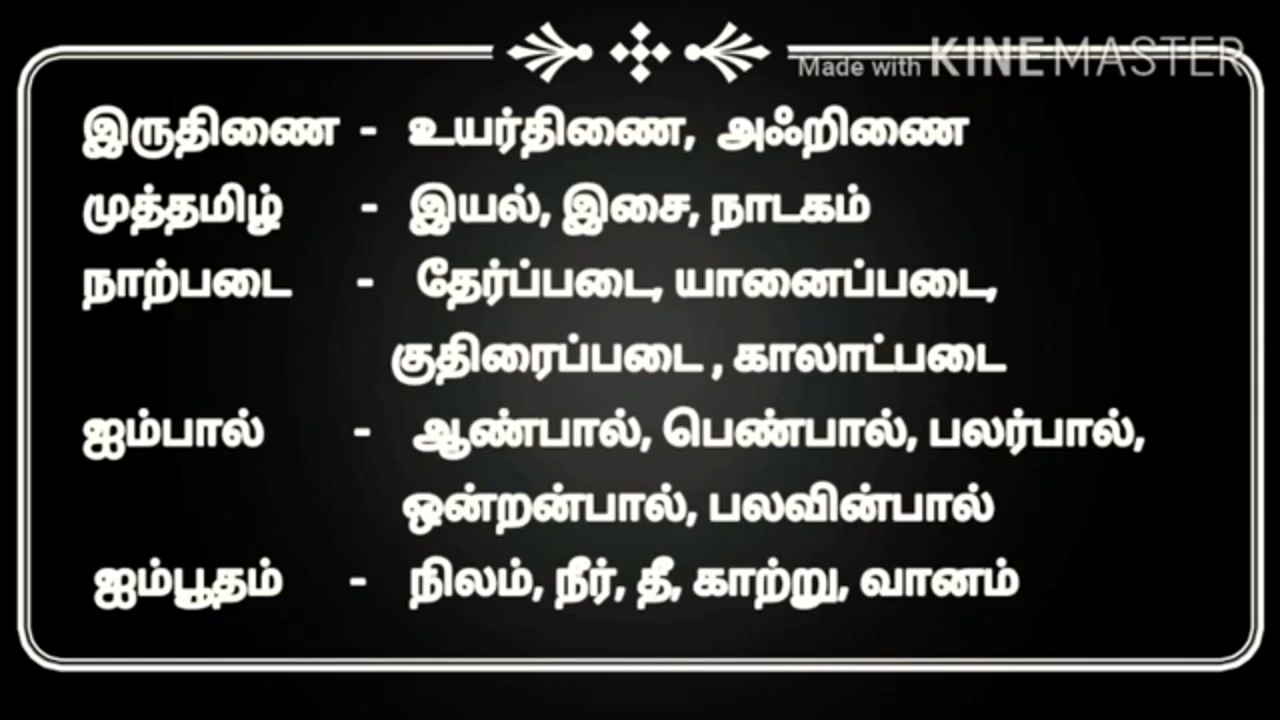 Made with KINEMASTER
இருதிணை - உயர்திணை, அஃறிணை
முத்தமிழ் - இயல், இசை, நாடகம்
நாற்படை - தேர்ப்படை, யானைப்படை,
குதிரைப்படை , காலாட்படை
ஐம்பால் - ஆண்பால், பெண்பால், பலர்பால்,
ஒன்றன்பால், பலவின்பால்
ஐம்பூதம் - நிலம், நீர், தீ, காற்று, வானம்